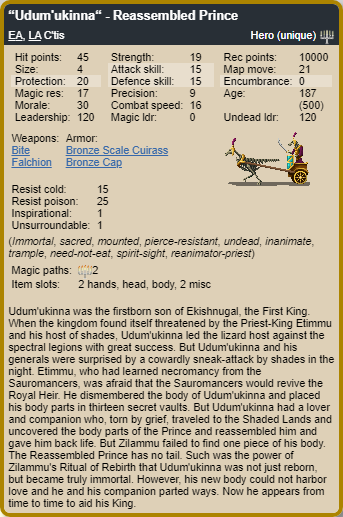 “Udum'ukinna“ - Reassembled Prince
EA, LA C'tis Hero (unique)
Hit points: 45 Strength: 19 Rec points: 10000
Size: 4 Attack skill: 15 Map move: 21
Protection: 20 Defence skill: 15 Encumbrance: 0
Magic res: 17 Precision: 9 Age: 187
Morale: 30 Combat speed: 16 (500)
Leadership: 120 Magic ldr: 0 Undead ldr: 120
Weapons: Armor:
Bite Bronze Scale Cuirass
Falchion Bronze Cap
Resist cold: 15
Resist poison: 25
Inspirational: 1
Unsurroundable: 1
(Immortal, sacred, mounted, pierce-resistant, undead, inanimate,
trample, need-not-eat, spirit-sight, reanimator-priest)
Magic paths: 2
Item slots: 2 hands, head, body, 2 misc
Udum'ukinna was the firstborn son of Ekishnugal, the First King.
When the kingdom found itself threatened by the Priest-King Etimmu
and his host of shades, Udum'ukinna led the lizard host against the
spectral legions with great success. But Udum'ukinna and his
generals were surprised by a cowardly sneak-attack by shades in the
night. Etimmu, who had learned necromancy from the
Sauromancers, was afraid that the Sauromancers would revive the
Royal Heir. He dismembered the body of Udum'ukinna and placed
his body parts in thirteen secret vaults. But Udum'ukinna had a lover
and companion who, torn by grief, traveled to the Shaded Lands and
uncovered the body parts of the Prince and reassembled him and
gave him back life. But Zilammu failed to find one piece of his body.
The Reassembled Prince has no tail. Such was the power of
Zilammu's Ritual of Rebirth that Udum'ukinna was not just reborn,
but became truly immortal. However, his new body could not harbor
love and he and his companion parted ways. Now he appears from
time to time to aid his King.